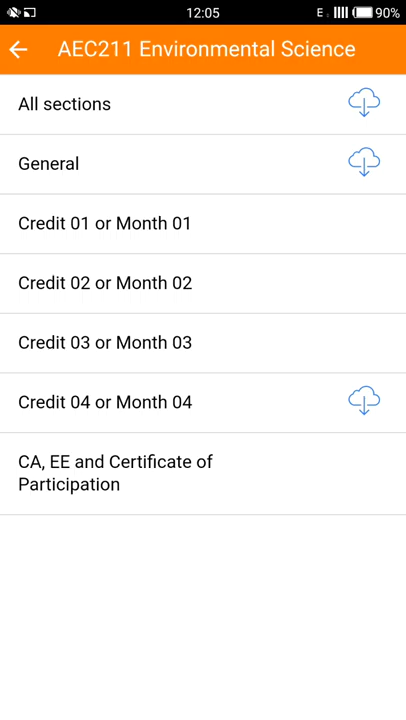 12:05 E 90%
AEC211 Environmental Science
All sections
General
Credit 01 or Month 01
Credit 02 or Month 02
Credit 03 or Month 03
Credit 04 or Month 04
CA, EE and Certificate of
Participation